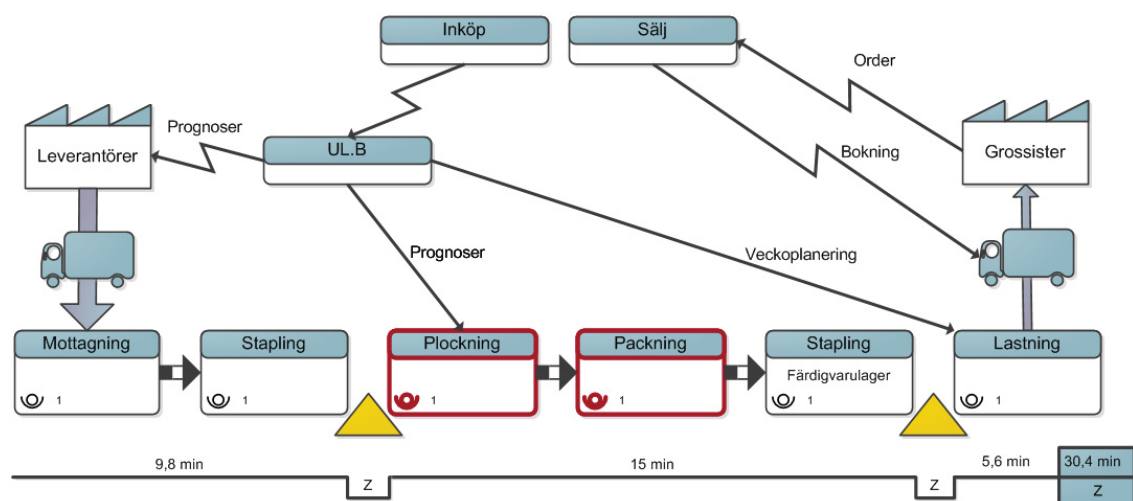 Inköp
Sälj
Order
Prognoser
Leverantörer
UL.B
Bokning
Grossister
Prognoser
Veckoplanering
Mottagning
Stapling
Plockning
Packning
Stapling
Lastning
Färdigvarulager
1
1
1
1
1
1
9,8 min
15 min
5,6 min
30,4 min
Z
Z
Z